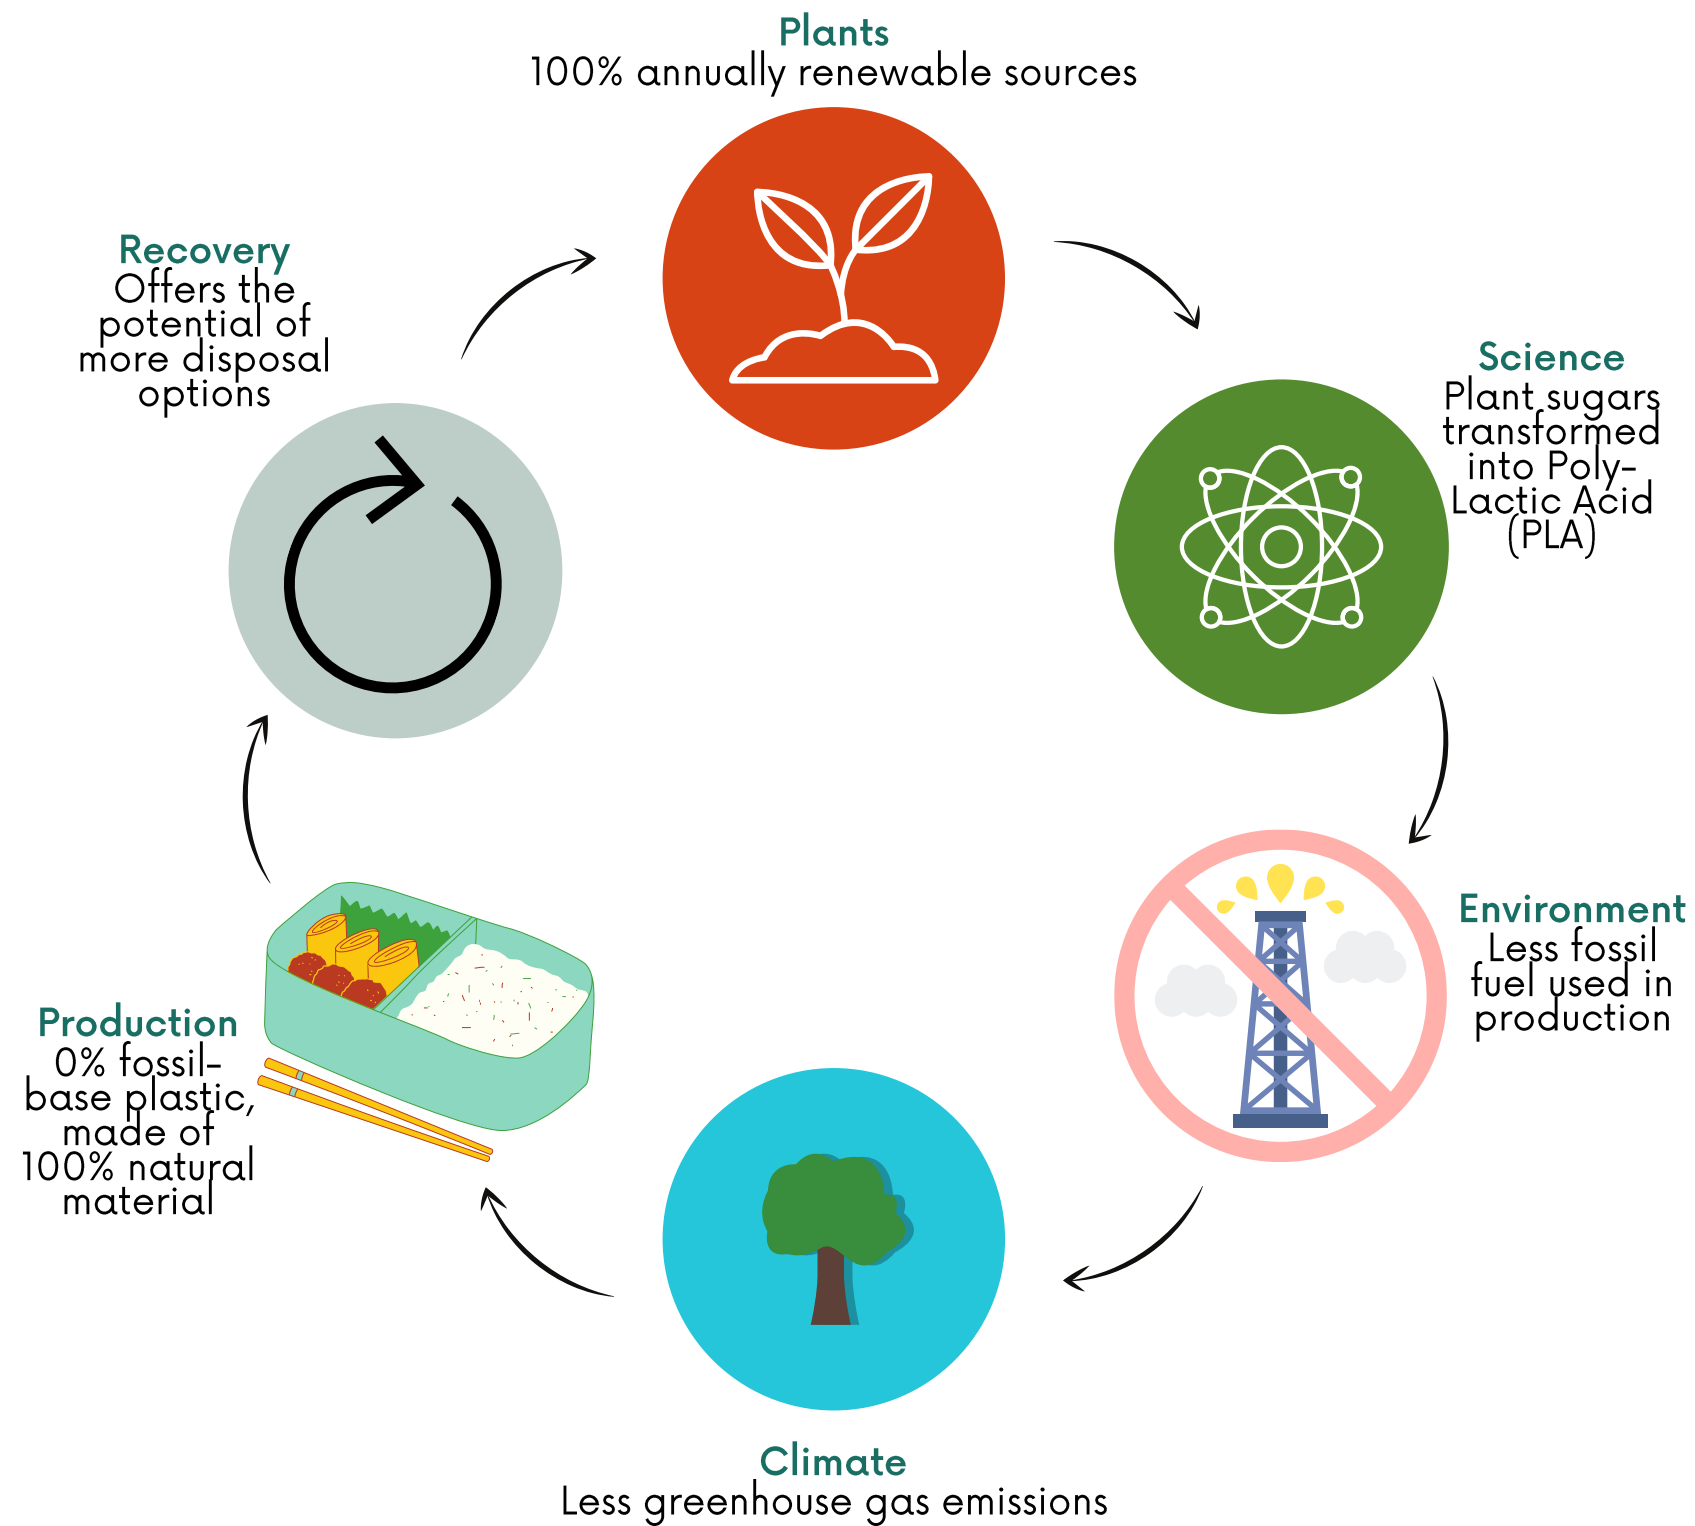 Plants
100% annually renewable sources
Science
Plant sugars
transformed
into Poly-
Lactic Acid
(PLA)
Environment
Less fossil
fuel used in
production
Climate
Less greenhouse gas emissions
Production
0% fossil-
base plastic,
made of
100% natural
material
Recovery
Offers the
potential of
more disposal
options